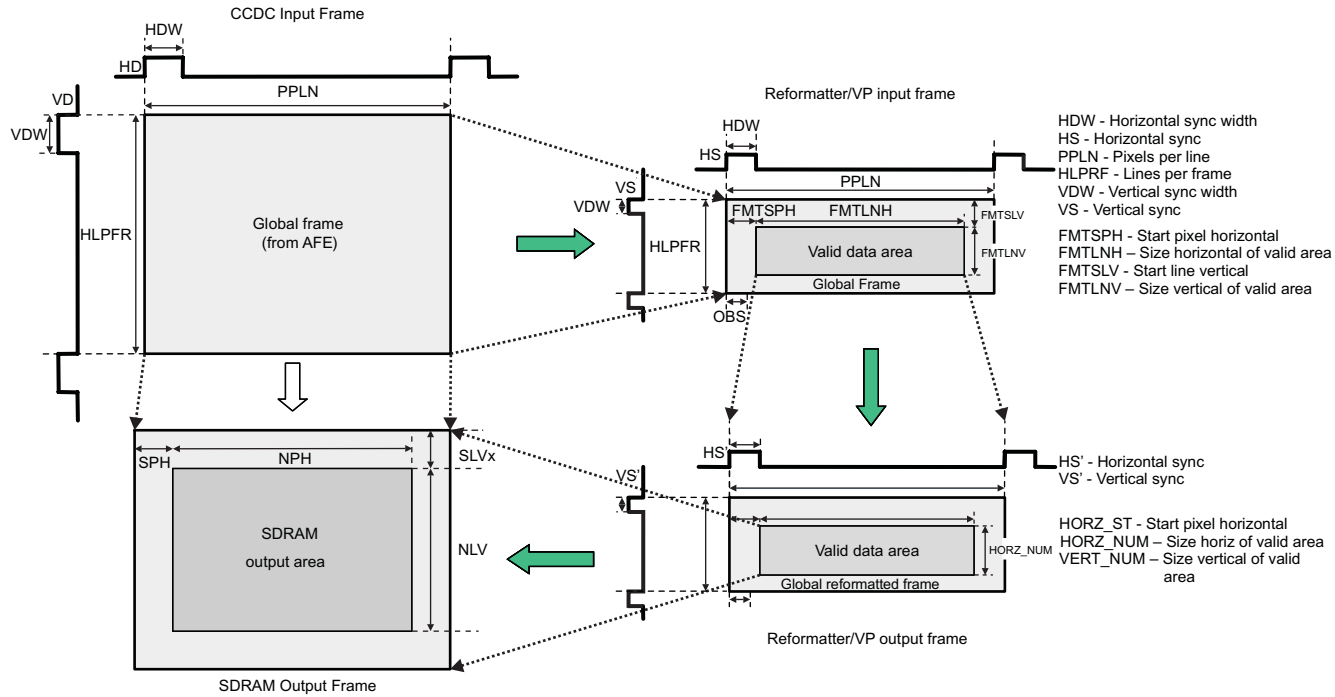 CCDC Input Frame
HDW
HD
PPLN
VD
VDW
HLPFR
Global frame
(from AFE)
Reformatter/VP input frame
HDW
HS
PPLN
VS
VDW
HLPFR
FMTSPH
FMTLNH
FMTSLV
FMTLNV
Valid data area
Global Frame
OBS
HDW - Horizontal sync width
HS - Horizontal sync
PPLN - Pixels per line
HLPRF - Lines per frame
VDW - Vertical sync width
VS - Vertical sync
FMTSPH - Start pixel horizontal
FMTLNH – Size horizontal of valid area
FMTSLV - Start line vertical
FMTLNV – Size vertical of valid area
SPH
NPH
SLVx
NLV
SDRAM
output area
SDRAM Output Frame
HS'
VS'
Valid data area
HORZ_NUM
Global reformatted frame
Reformatter/VP output frame
HS' - Horizontal sync
VS' - Vertical sync
HORZ_ST - Start pixel horizontal
HORZ_NUM – Size horiz of valid area
VERT_NUM – Size vertical of valid
area